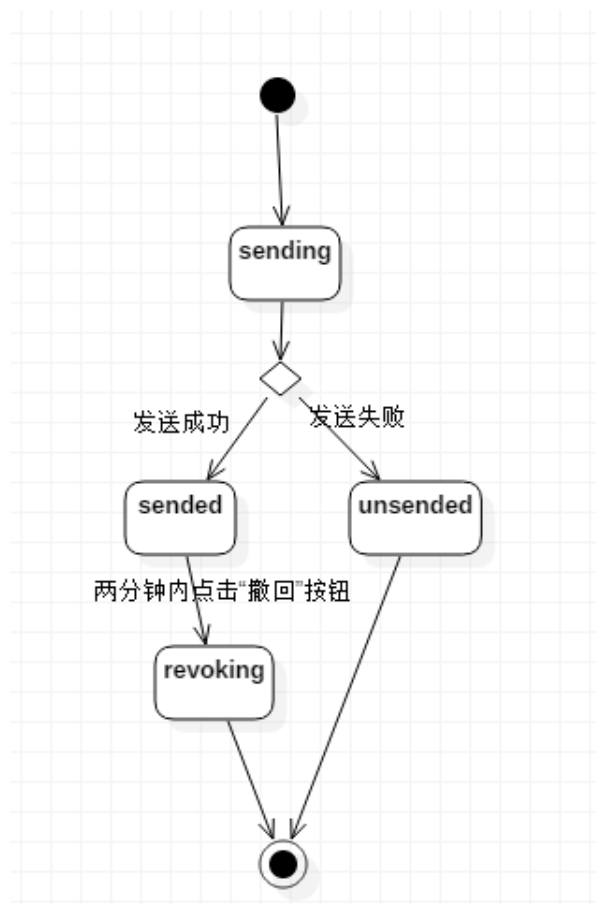 sending
发送成功
发送失败
sended
unsended
两分钟内点击“撤回”按钮
revoking